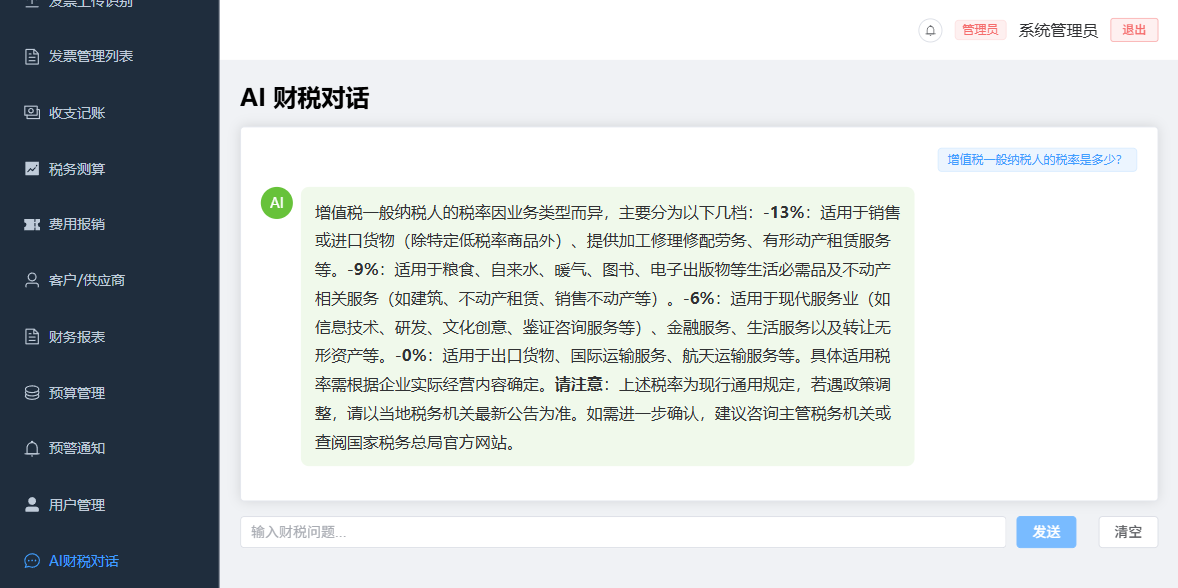 发票上传识别
发票管理列表
收支记账
税务测算
费用报销
客户/供应商
财务报表
预算管理
预警通知
用户管理
AI财税对话
管理员
系统管理员
退出
AI 财税对话
增值税一般纳税人的税率是多少?
AI
增值税一般纳税人的税率因业务类型而异，主要分为以下几档：-13%：适用于销售
或进口货物（除特定低税率商品外）、提供加工修理修配劳务、有形动产租赁服务
等。-9%：适用于粮食、自来水、暖气、图书、电子出版物等生活必需品及不动产
相关服务（如建筑、不动产租赁、销售不动产等）。-6%：适用于现代服务业（如
信息技术、研发、文化创意、鉴证咨询服务等）、金融服务、生活服务以及转让无
形资产等。-0%：适用于出口货物、国际运输服务、航天运输服务等。具体适用税
率需根据企业实际经营内容确定。请注意：上述税率为现行通用规定，若遇政策调
整，请以当地税务机关最新公告为准。如需进一步确认，建议咨询主管税务机关或
查阅国家税务总局官方网站。
输入财税问题...
发送
清空